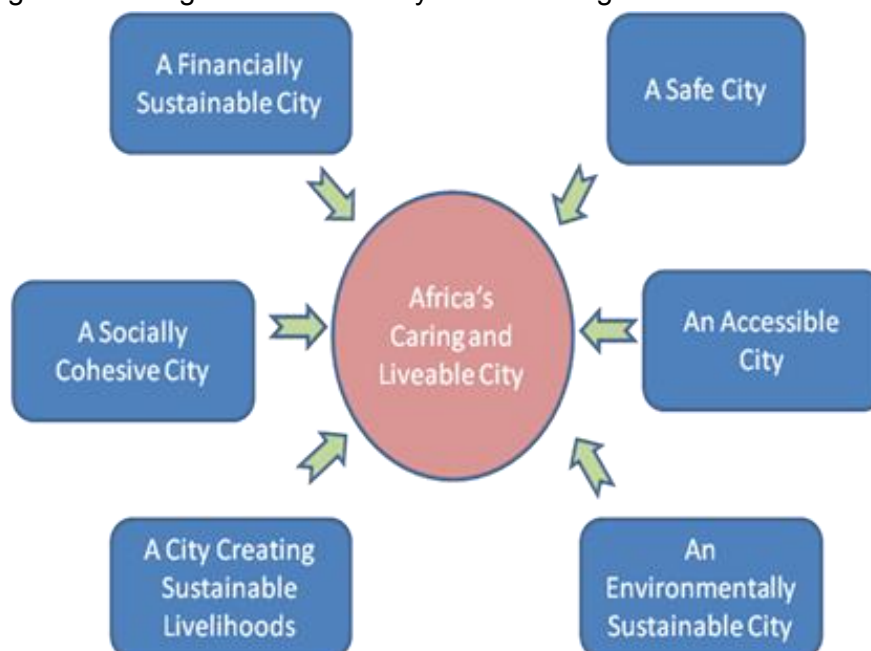 A Financially
Sustainable City
A Safe City
Africa's
Caring and
Liveable City
A Socially
Cohesive City
An Accessible
City
A City Creating
Sustainable
Livelihoods
An
Environmentally
Sustainable City